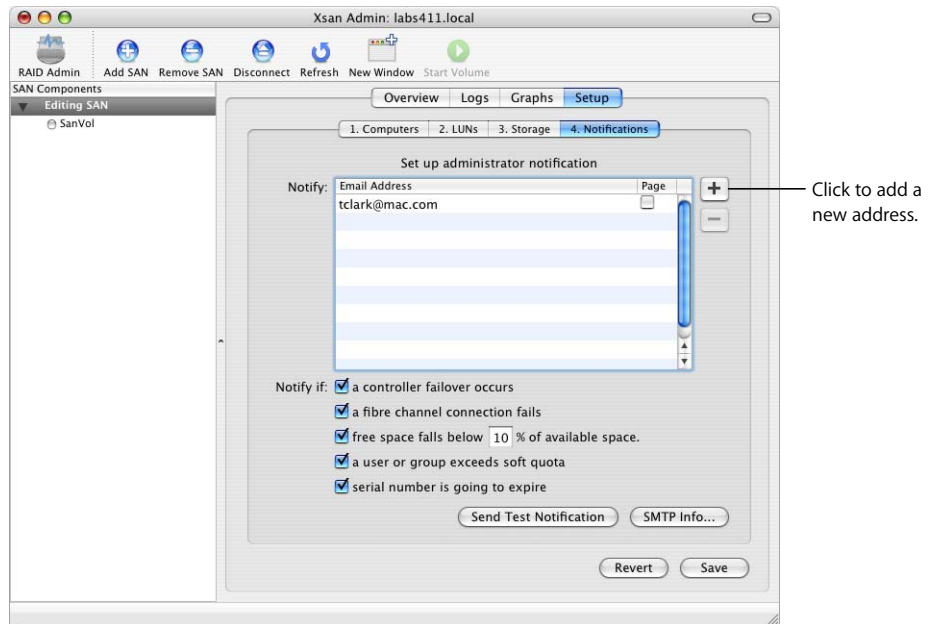 Xsan Admin: labs411.local
RAID Admin Add SAN Remove SAN Disconnect Refresh New Window Start Volume
SAN Components
Editing SAN
SanVol
Overview Logs Graphs Setup
1. Computers 2. LUNs 3. Storage 4. Notifications
Set up administrator notification
Notify: Email Address Page
tclark@mac.com
+
−
Click to add a
new address.
Notify if: a controller failover occurs
a fibre channel connection fails
free space falls below 10 % of available space.
a user or group exceeds soft quota
serial number is going to expire
Send Test Notification SMTP Info...
Revert Save